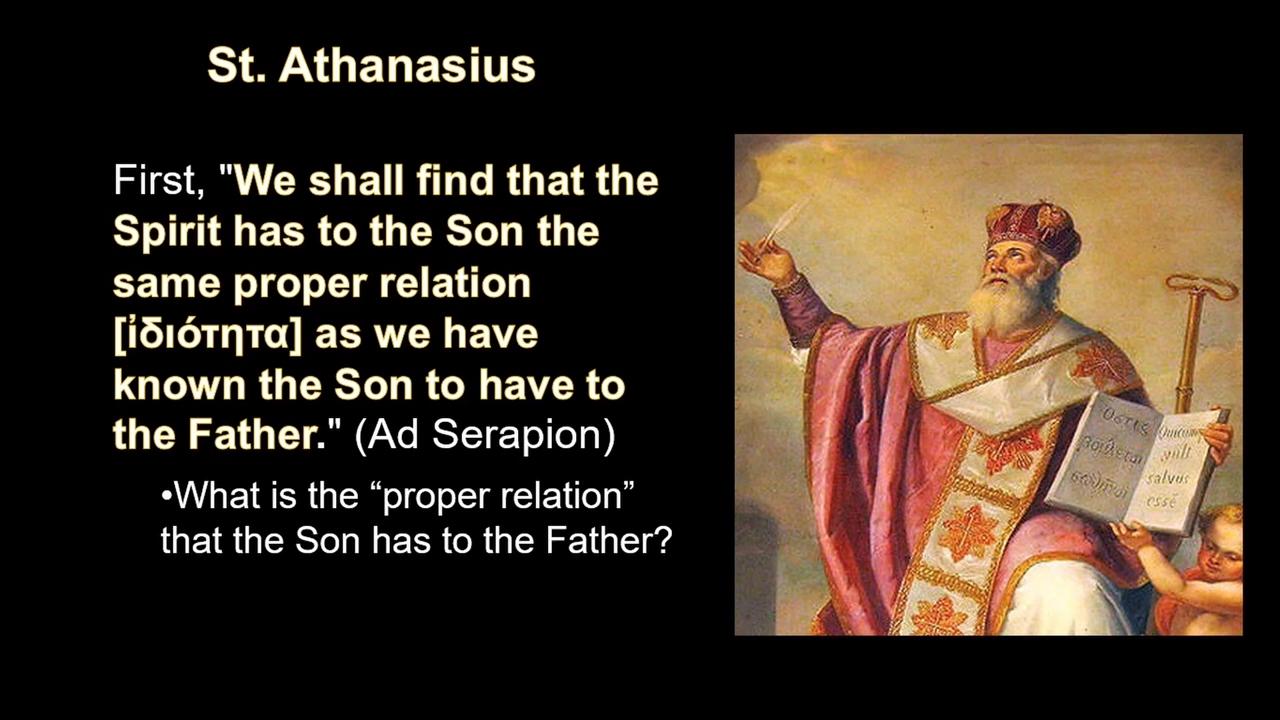 St. Athanasius
First, "We shall find that the
Spirit has to the Son the
same proper relation
[ἰδιότητα] as we have
known the Son to have to
the Father." (Ad Serapion)
•What is the “proper relation”
that the Son has to the Father?
Quicumq
vult
salvus
esse